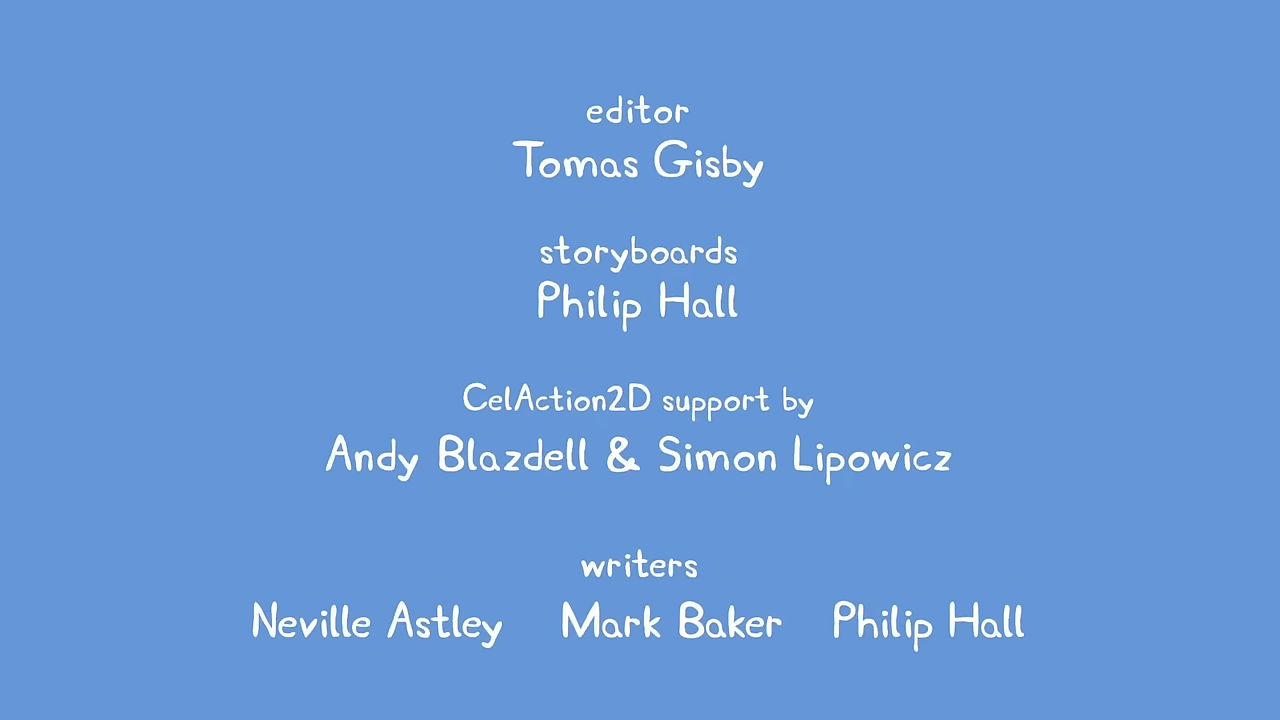 editor
Tomas Gisby
storyboards
Philip Hall
CelAction2D support by
Andy Blazdell & Simon Lipowicz
writers
Neville Astley Mark Baker Philip Hall